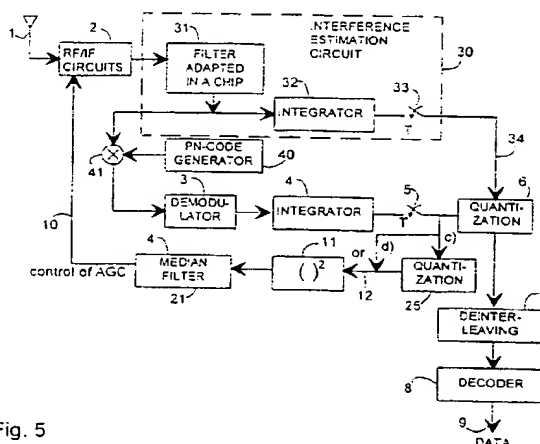 1
2
RF/IF
CIRCUITS
31
FILTER
ADAPTED
IN A CHIP
INTERFERENCE
ESTIMATION
CIRCUIT
30
32
INTEGRATOR
33
T
34
41
PN-CODE
GENERATOR
40
3
DEMODU-
LATOR
4
INTEGRATOR
5
T
6
QUANTI-
ZATION
10
control of AGC
4
MEDIAN
FILTER
21
11
( )²
or
d)
c)
12
QUANTI-
ZATION
25
DEINTER-
LEAVING
8
DECODER
9
DATA
Fig. 5